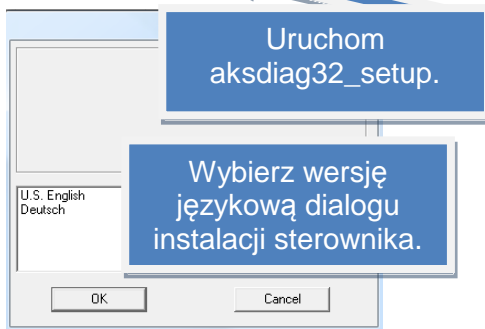 Uruchom
aksdiag32_setup.
Wybierz wersję
językową dialogu
instalacji sterownika.
U.S. English
Deutsch
OK
Cancel